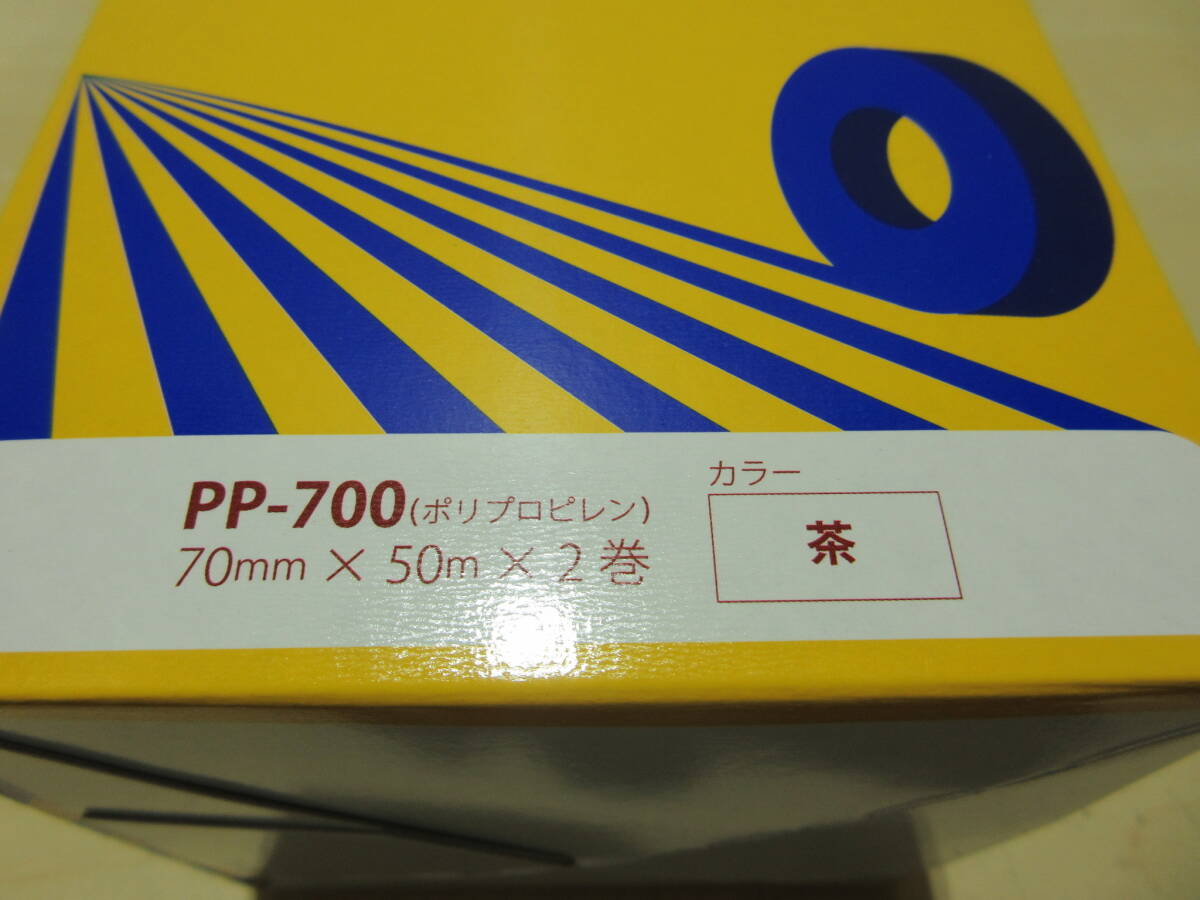 PP-700(ポリプロピレン)
70mm × 50m × 2巻
カラー
茶